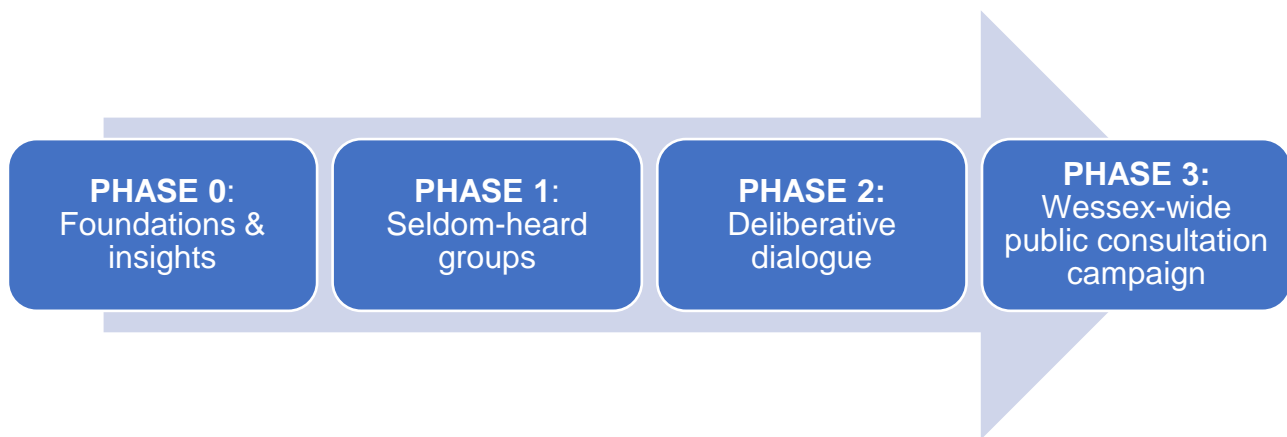 PHASE 0:
Foundations &
insights
PHASE 1:
Seldom-heard
groups
PHASE 2:
Deliberative
dialogue
PHASE 3:
Wessex-wide
public consultation
campaign